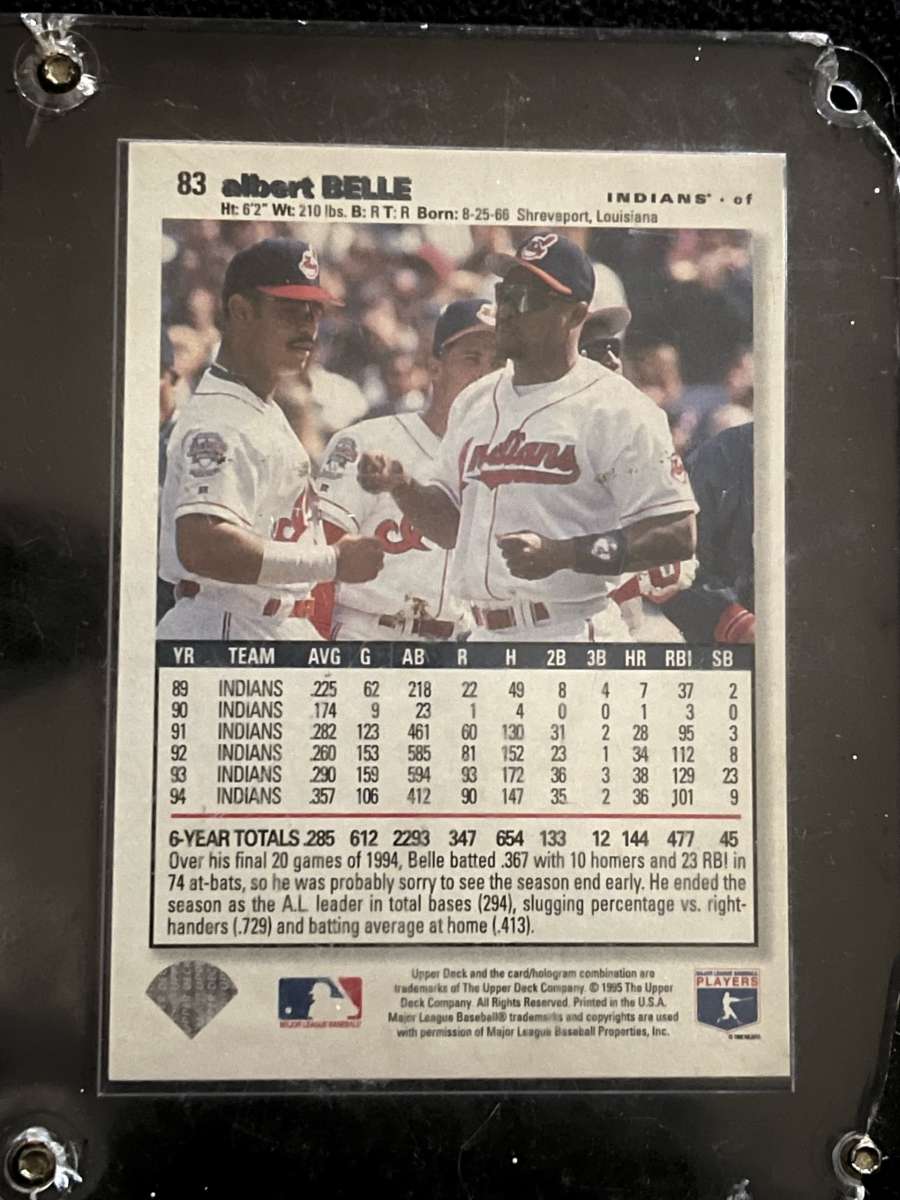 83 albert BELLE INDIANS • of
Ht: 6'2" Wt: 210 lbs. B: R T: R Born: 8-25-66 Shreveport, Louisiana
Indians
YR TEAM AVG G AB R H 2B 3B HR RBI SB
89 INDIANS .225 62 218 22 49 8 4 7 37 2
90 INDIANS .174 9 23 1 4 0 0 1 3 0
91 INDIANS .282 123 461 60 130 31 2 28 95 3
92 INDIANS .260 153 585 81 152 23 1 34 112 8
93 INDIANS .290 159 594 93 172 36 3 38 129 23
94 INDIANS .357 106 412 90 147 35 2 36 101 9
6-YEAR TOTALS .285 612 2293 347 654 133 12 144 477 45
Over his final 20 games of 1994, Belle batted .367 with 10 homers and 23 RBI in
74 at-bats, so he was probably sorry to see the season end early. He ended the
season as the A.L. leader in total bases (294), slugging percentage vs. right-
handers (.729) and batting average at home (.413).
MAJOR LEAGUE BASEBALL
Upper Deck and the card/hologram combination are
trademarks of The Upper Deck Company. © 1995 The Upper
Deck Company. All Rights Reserved. Printed in the U.S.A.
Major League Baseball® trademarks and copyrights are used
with permission of Major League Baseball Properties, Inc.
MAJOR LEAGUE BASEBALL
PLAYERS